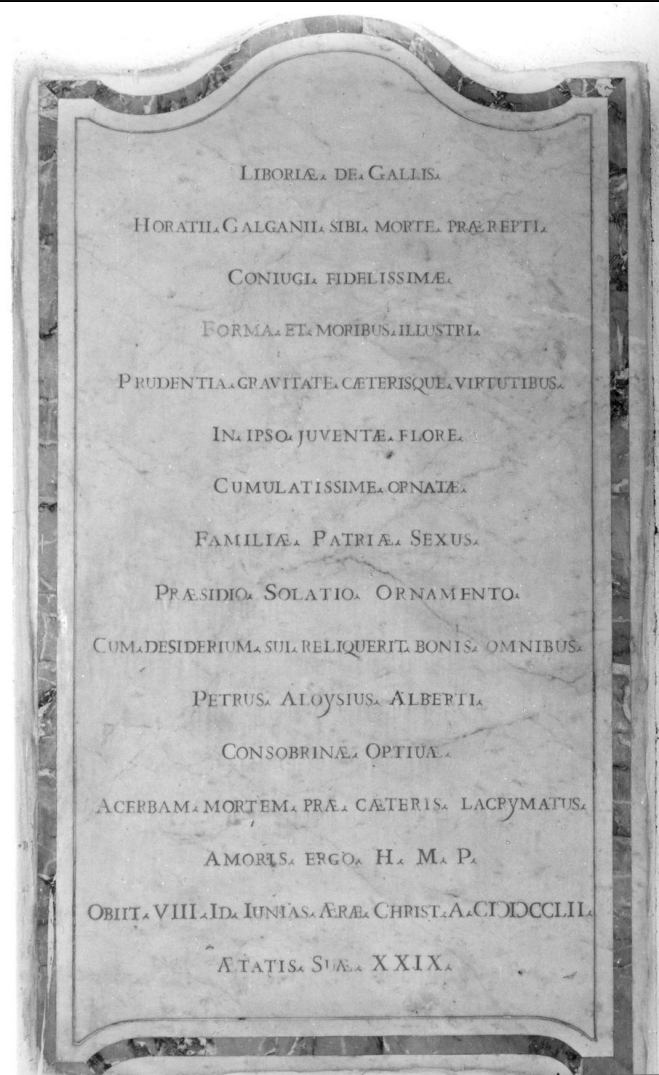 LIBORIÆ. DE. GALLIS.
HORATII. GALGANII. SIBI. MORTE. PRÆREPTI.
CONIUGI. FIDELISSIMÆ.
FORMA. ET. MORIBUS. ILLUSTRI.
PRUDENTIA. GRAVITATE. CÆTERISQUE. VIRTUTIBUS.
IN. IPSO. JUVENTÆ. FLORE.
CUMULATISSIME. ORNATÆ.
FAMILIÆ. PATRIÆ. SEXUS.
PRÆSIDIO. SOLATIO. ORNAMENTO.
CUM. DESIDERIUM. SUI. RELIQUERIT. BONIS. OMNIBUS.
PETRUS. ALOYSIUS. ALBERTI.
CONSOBRINÆ. OPTIUÆ.
ACERBAM. MORTEM. PRÆ. CÆTERIS. LACRYMATUS.
AMORIS. ERGO. H. M. P.
OBIIT. VIII. ID. IUNIAS. ÆRÆ. CHRIST. A. CIƆIƆCCLII.
ÆTATIS. SUÆ. XXIX.